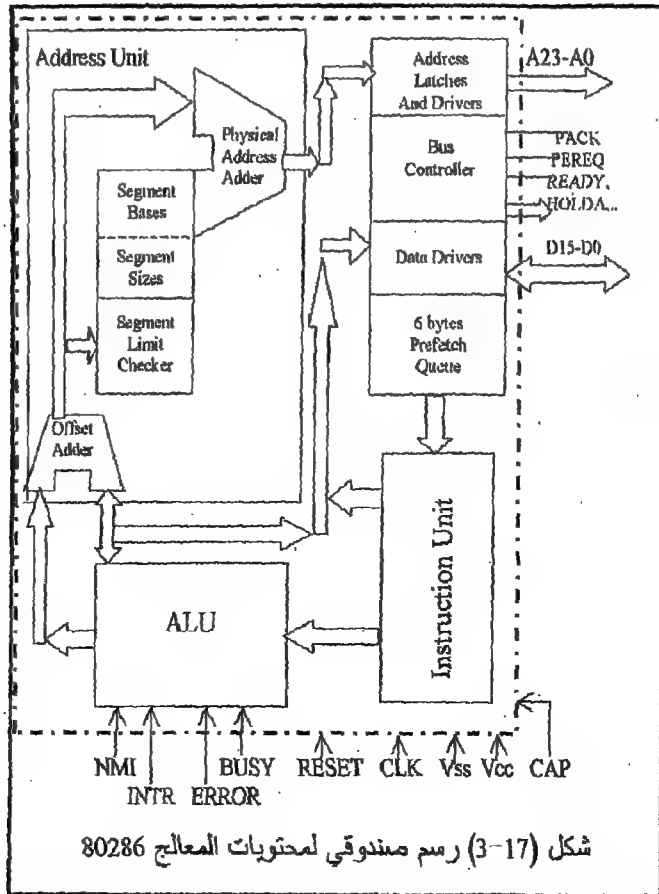 Address Unit
Physical
Address
Adder
Segment
Bases
Segment
Sizes
Segment
Limit
Checker
Offset
Adder
Address
Latches
And Drivers
Bus
Controller
Data Drivers
6 bytes
Prefetch
Queue
A23-A0
PACK
PEREQ
READY,
HOLDA...
D15-D0
Instruction Unit
ALU
NMI
INTR
ERROR
BUSY
RESET
CLK
Vss
Vcc
CAP
شكل (3-17) رسم صندوقي لمحتويات المعالج 80286